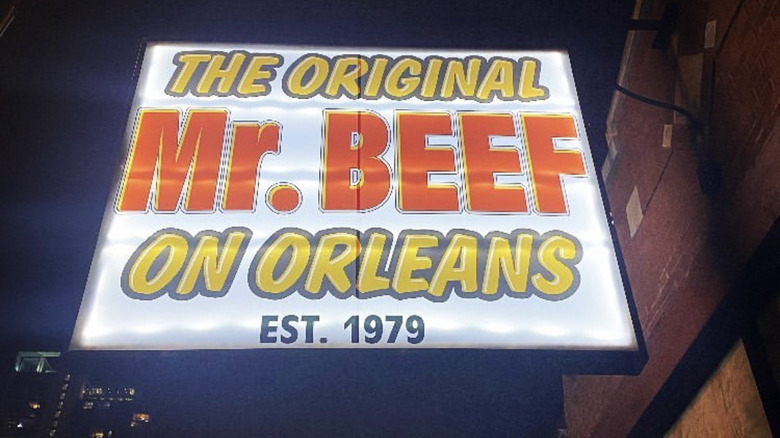 THE ORIGINAL
Mr. BEEF
ON ORLEANS
EST. 1979